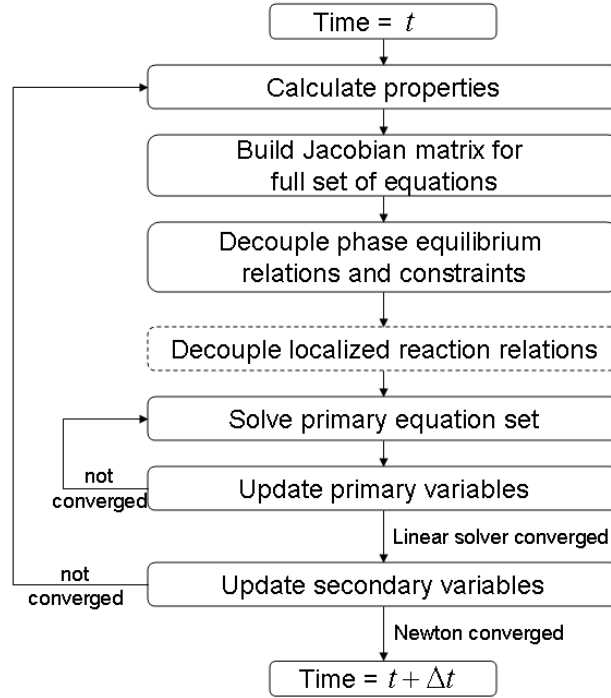 Time = t
Calculate properties
Build Jacobian matrix for
full set of equations
Decouple phase equilibrium
relations and constraints
Decouple localized reaction relations
Solve primary equation set
not
converged
Update primary variables
Linear solver converged
not
converged
Update secondary variables
Newton converged
Time = t + Δt